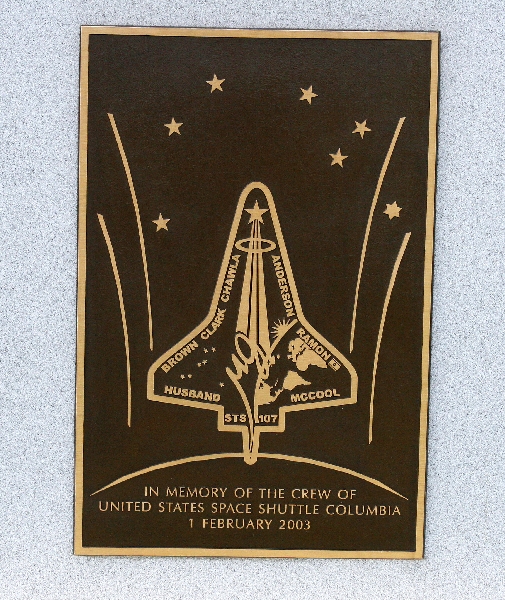 BROWN CLARK CHAWLA
ANDERSON RAMON
HUSBAND
MCCOOL
μg
STS 107
IN MEMORY OF THE CREW OF
UNITED STATES SPACE SHUTTLE COLUMBIA
1 FEBRUARY 2003